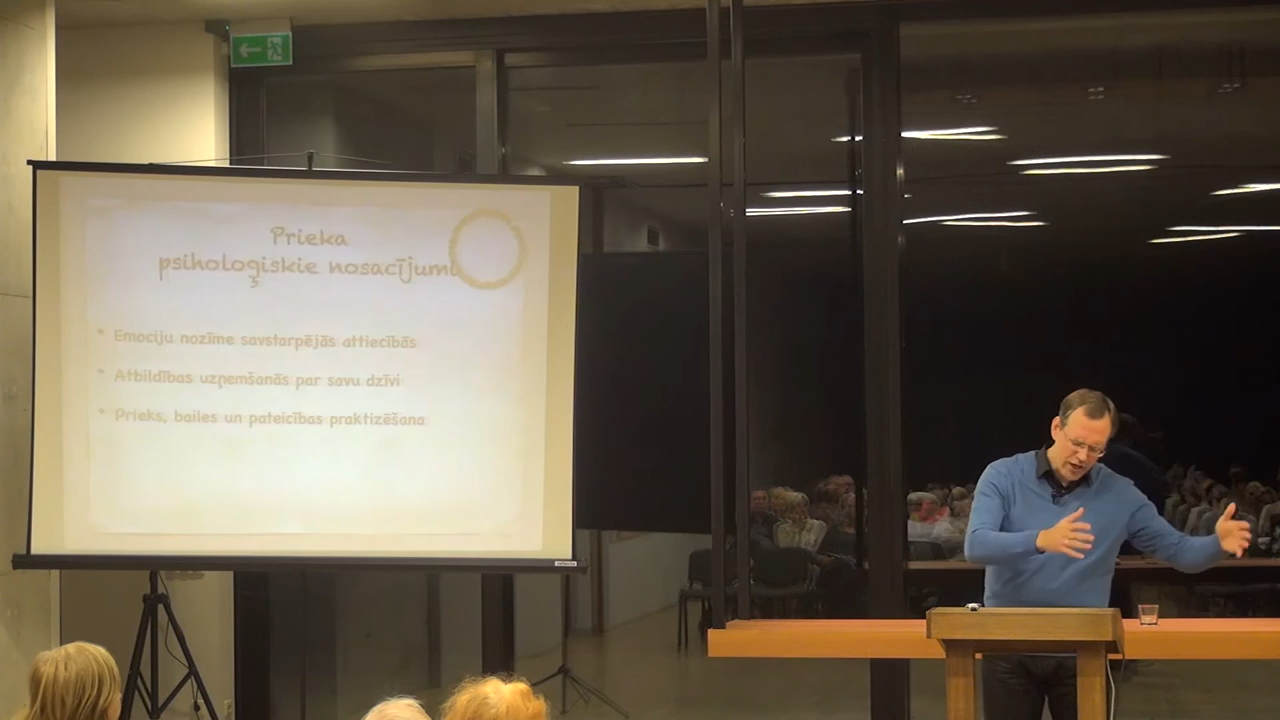 Prieka
psiholoģiskie nosacījumi
* Emociju nozīme savstarpējās attiecībās
* Atbildības uzņemšanās par savu dzīvi
* Prieks, bailes un pateicības praktizēšana